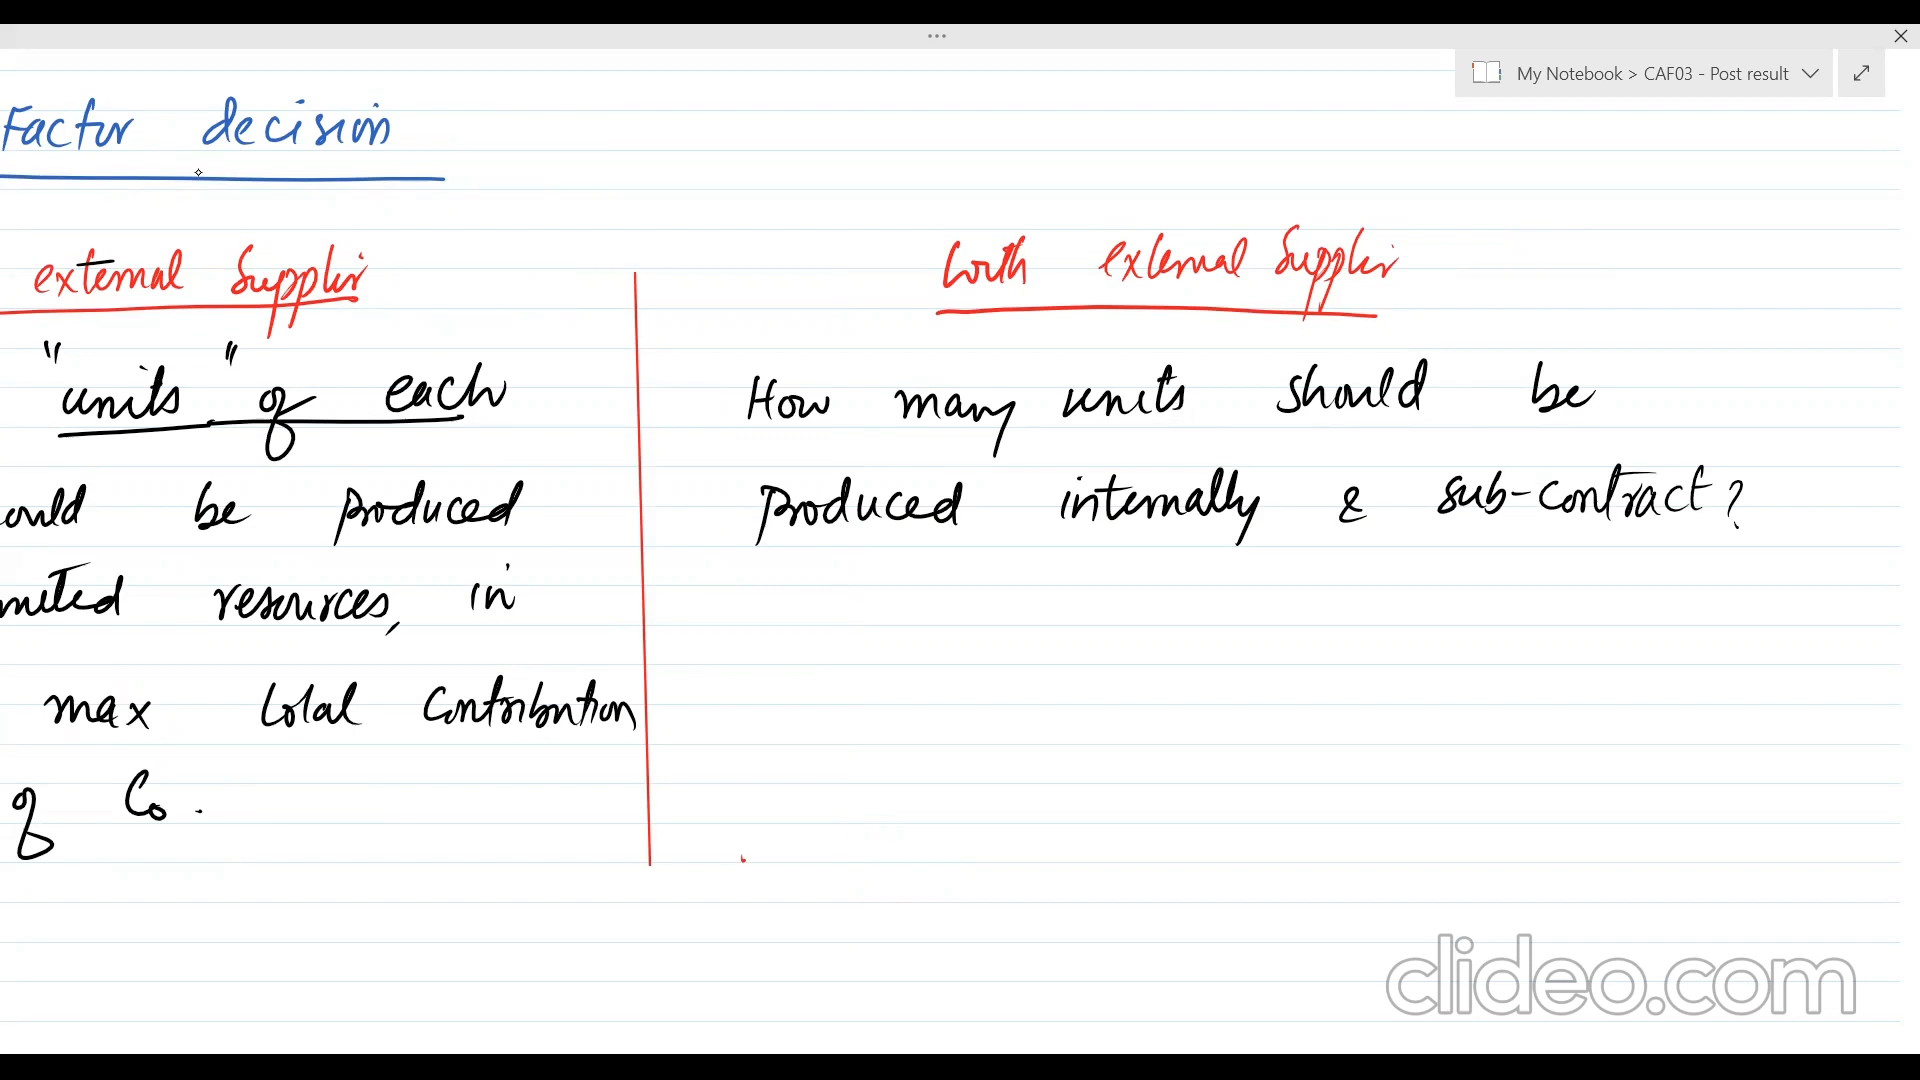 My Notebook > CAF03 - Post result
Factor decision
external Supplier
"units" of each
ould be produced
mited resources, in
max total Contribution
of Co.
With external Supplier
How many units should be
produced internally & sub-contract?
clideo.com